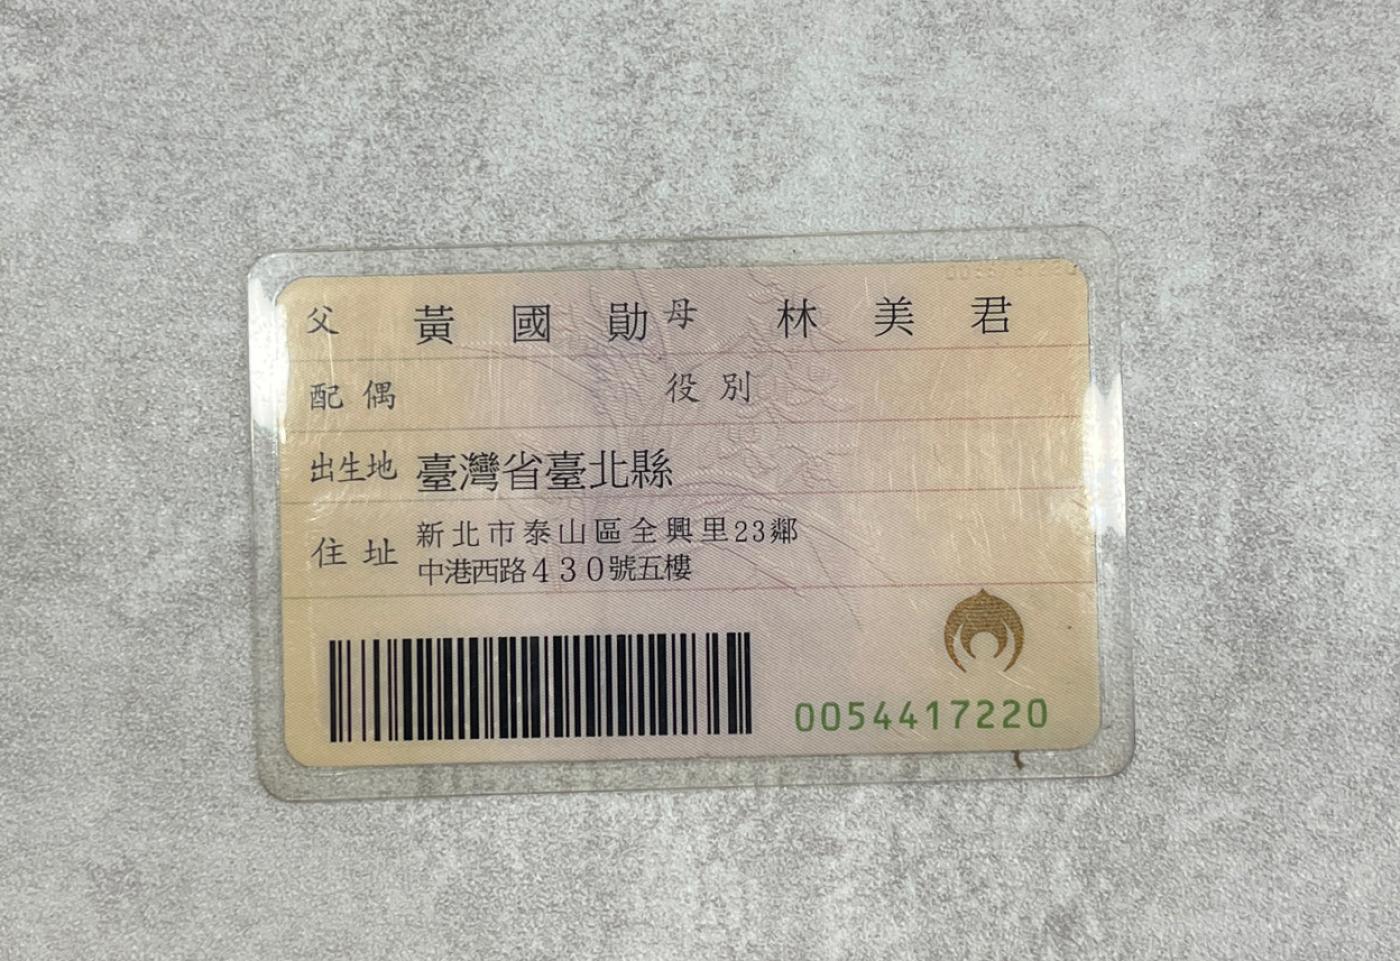 父 黃國勛 母 林美君
配偶 役別
出生地 臺灣省臺北縣
住址 新北市泰山區全興里23鄰
中港西路430號五樓
0054417220